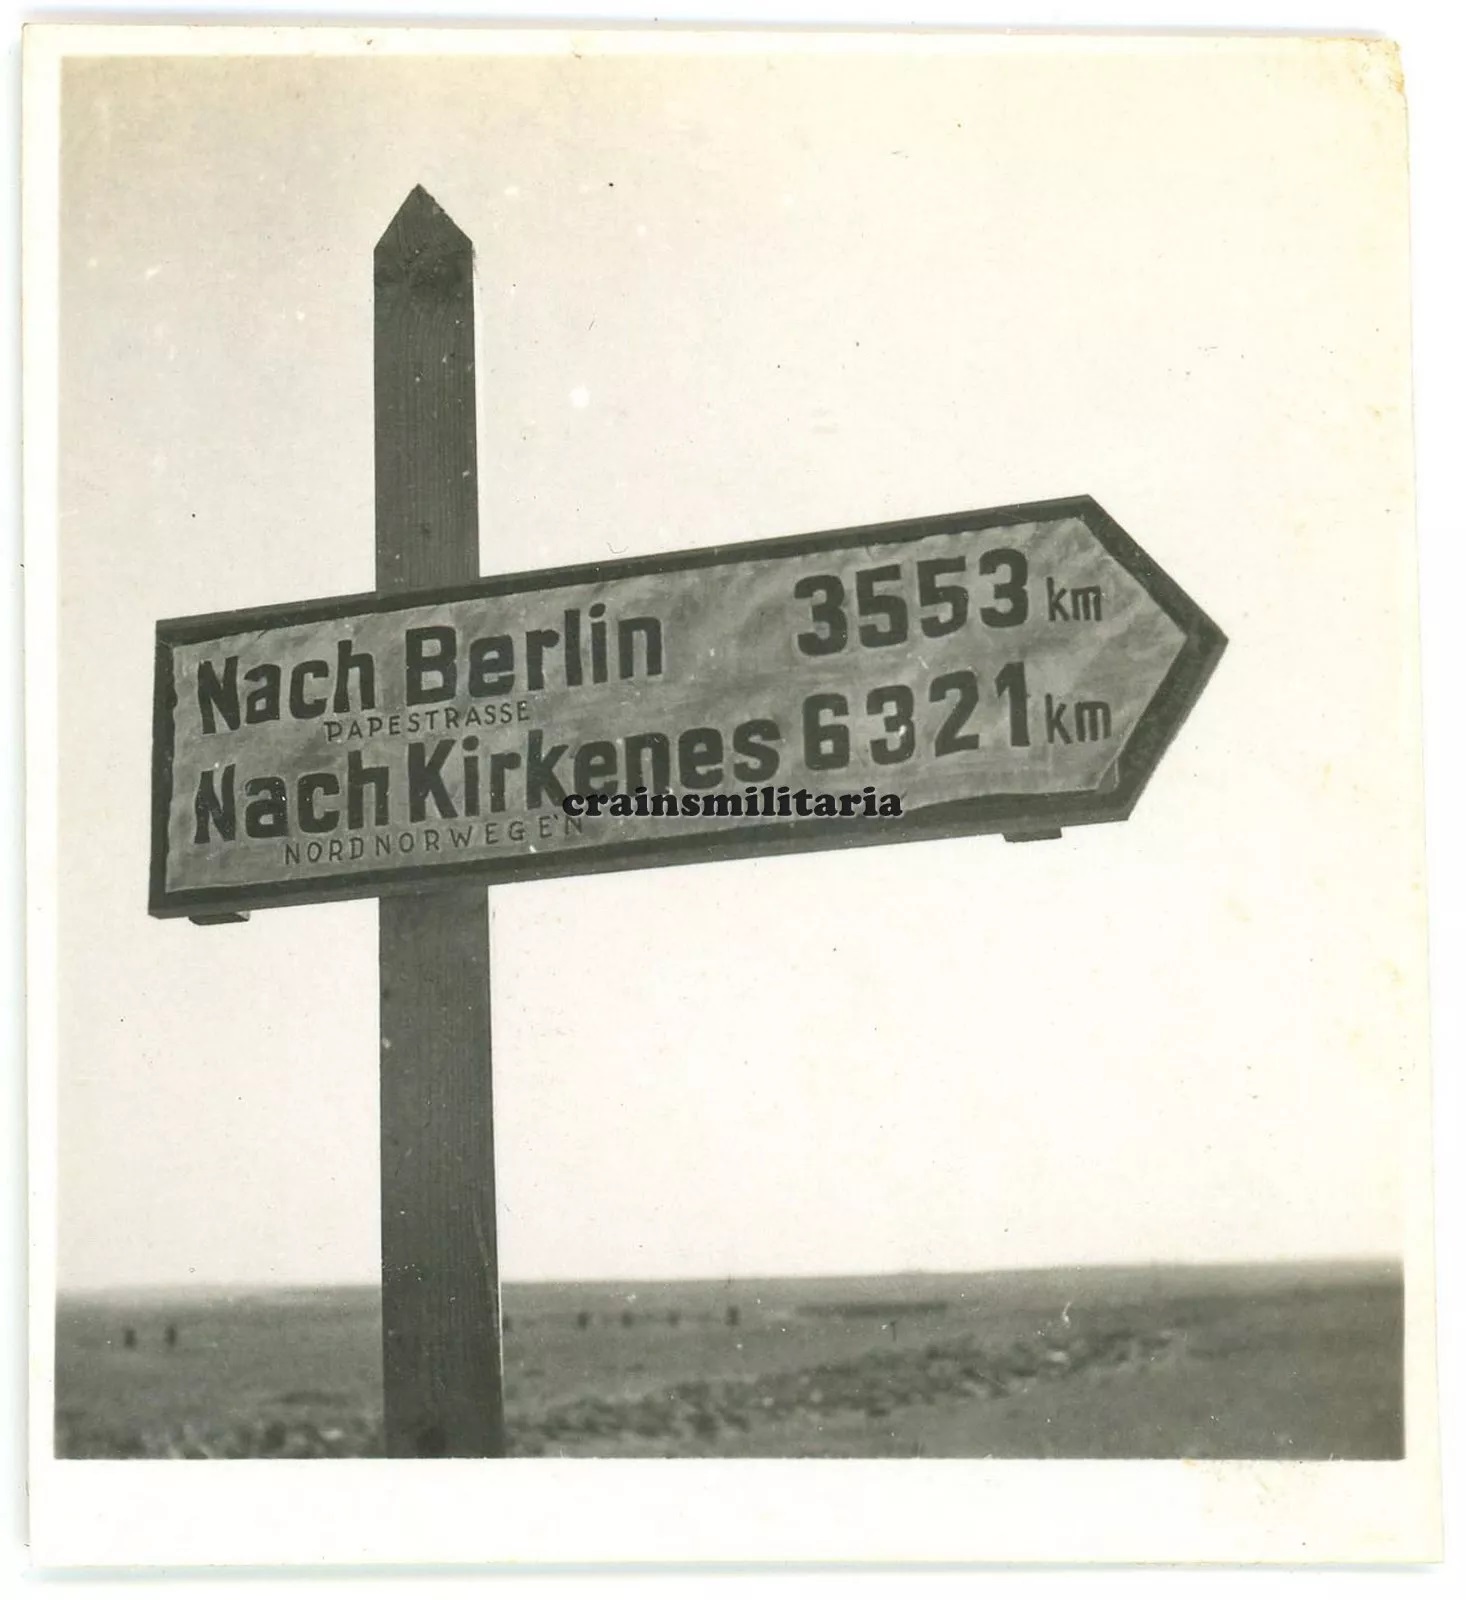 Nach Berlin 3553 km
PAPESTRASSE
Nach Kirkenes 6321 km
NORDNORWEGEN
crainsmilitaria